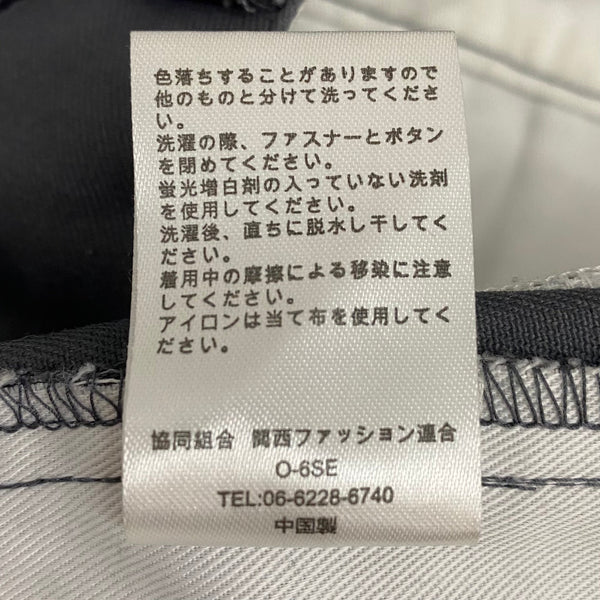 色落ちすることがありますので
他のものと分けて洗ってくださ
い。
洗濯の際、ファスナーとボタン
を閉めてください。
蛍光増白剤の入っていない洗剤
を使用してください。
洗濯後、直ちに脱水し干してく
ださい。
着用中の摩擦による移染に注意
してください。
アイロンは当て布を使用してく
ださい。
協同組合 関西ファッション連合
O-6SE
TEL:06-6228-6740
中国製